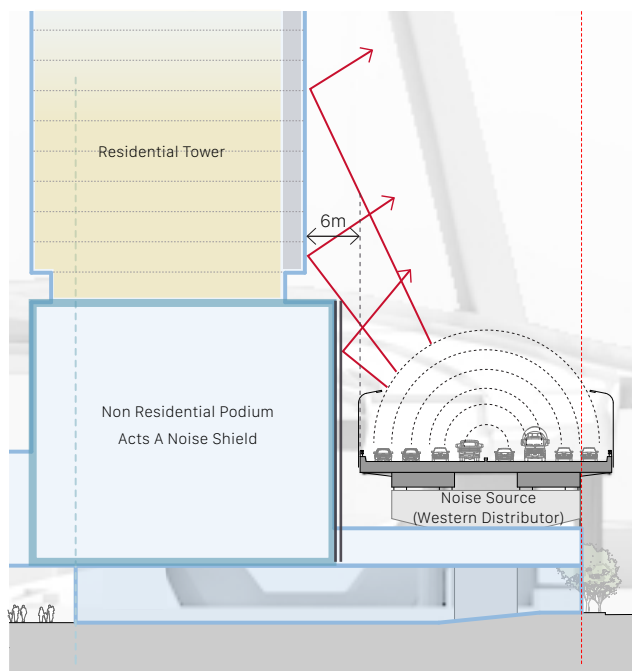 Residential Tower
6m
Non Residential Podium
Acts A Noise Shield
Noise Source
(Western Distributor)